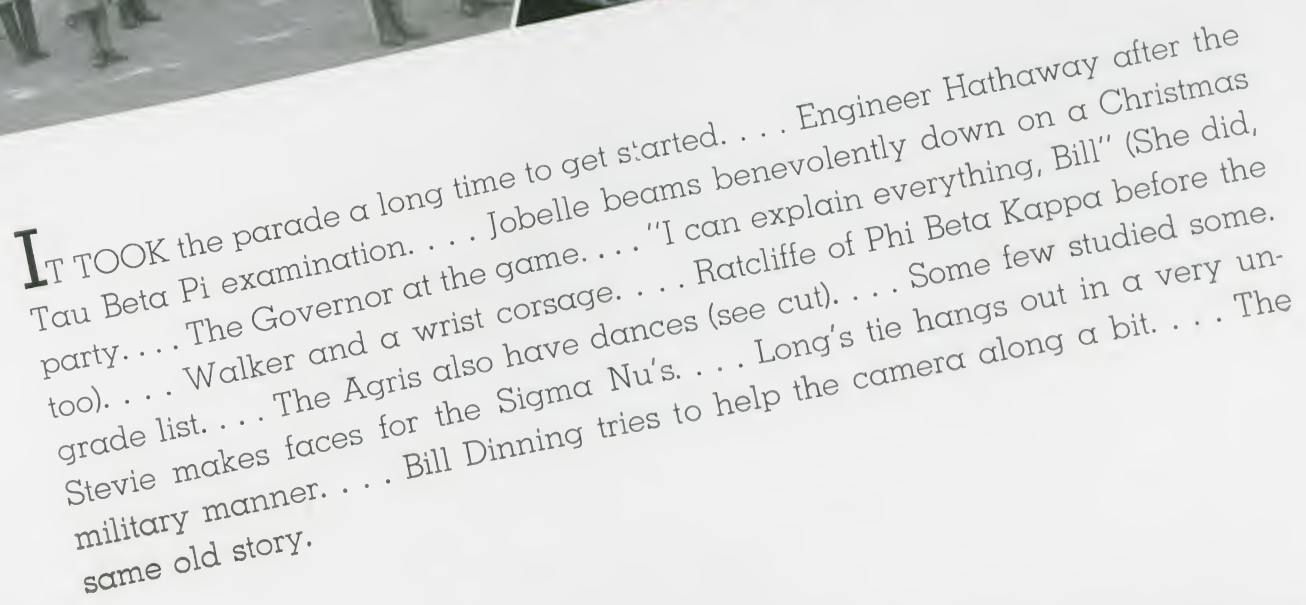 IT TOOK the parade a long time to get started. . . . Engineer Hathaway after the
Tau Beta Pi examination. . . . Jobelle beams benevolently down on a Christmas
party. . . . The Governor at the game. . . . "I can explain everything, Bill" (She did,
too). . . . Walker and a wrist corsage. . . . Ratcliffe of Phi Beta Kappa before the
grade list. . . . The Agris also have dances (see cut). . . . Some few studied some.
Stevie makes faces for the Sigma Nu's. . . . Long's tie hangs out in a very un-
military manner. . . . Bill Dinning tries to help the camera along a bit. . . . The
same old story.